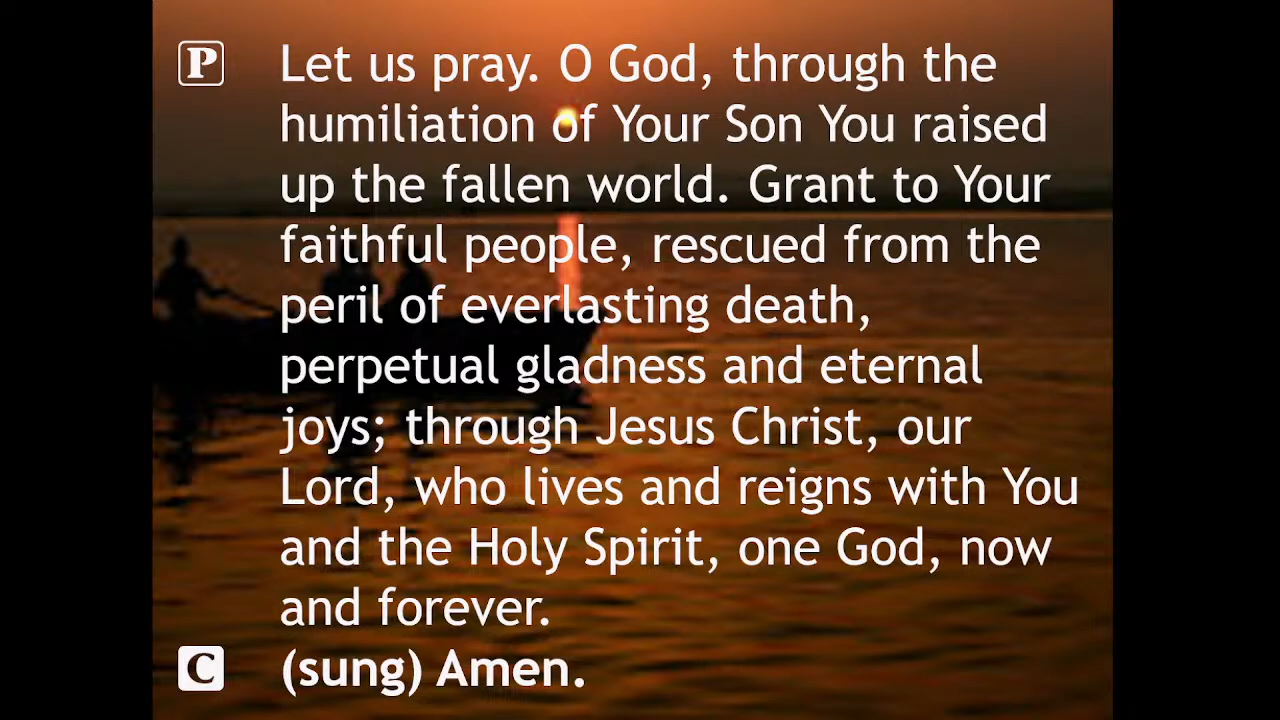 P Let us pray. O God, through the
humiliation of Your Son You raised
up the fallen world. Grant to Your
faithful people, rescued from the
peril of everlasting death,
perpetual gladness and eternal
joys; through Jesus Christ, our
Lord, who lives and reigns with You
and the Holy Spirit, one God, now
and forever.
C (sung) Amen.